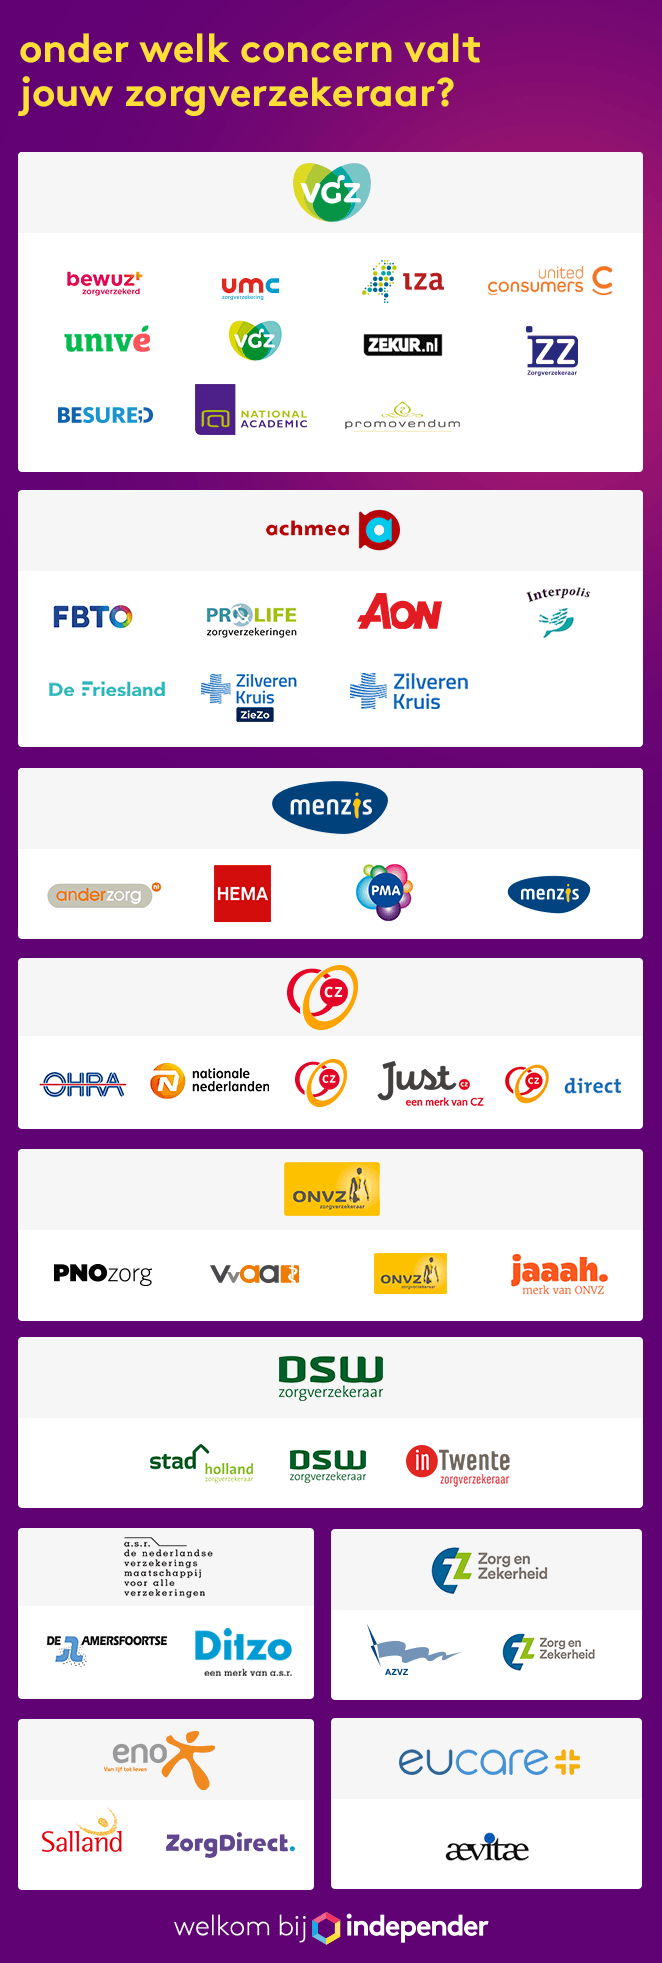 onder welk concern valt
jouw zorgverzekeraar?
VGZ
bewuzt
zorgverzekerd
umc
zorgverzekering
iza
united
consumers
univé
VGZ
ZEKUR.nl
izz
Zorgverzekeraar
BESURED
NATIONAL
ACADEMIC
promovendum
achmea
FBTO
PROLIFE
zorgverzekeringen
AON
Interpolis
De Friesland
Zilveren
Kruis
ZieZo
Zilveren
Kruis
menzis
anderzorg
nl
HEMA
PMA
menzis
CZ
OHRA
nationale
nederlanden
CZ
Just.
CZ
een merk van CZ
CZ
direct
ONVZ
zorgverzekeraar
PNOzorg
VvAA
ONVZ
zorgverzekeraar
jaaah.
merk van ONVZ
DSW
zorgverzekeraar
stad
holland
zorgverzekeraar
DSW
zorgverzekeraar
inTwente
zorgverzekeraar
a.s.r.
de nederlandse
verzekerings
maatschappij
voor alle
verzekeringen
Zorg en
Zekerheid
DE AMERSFOORTSE
Ditzo
een merk van a.s.r.
AZVZ
Zorg en
Zekerheid
eno
Van lijf tot leven
eucare
Salland
ZorgDirect.
ævitæ
welkom bij independer